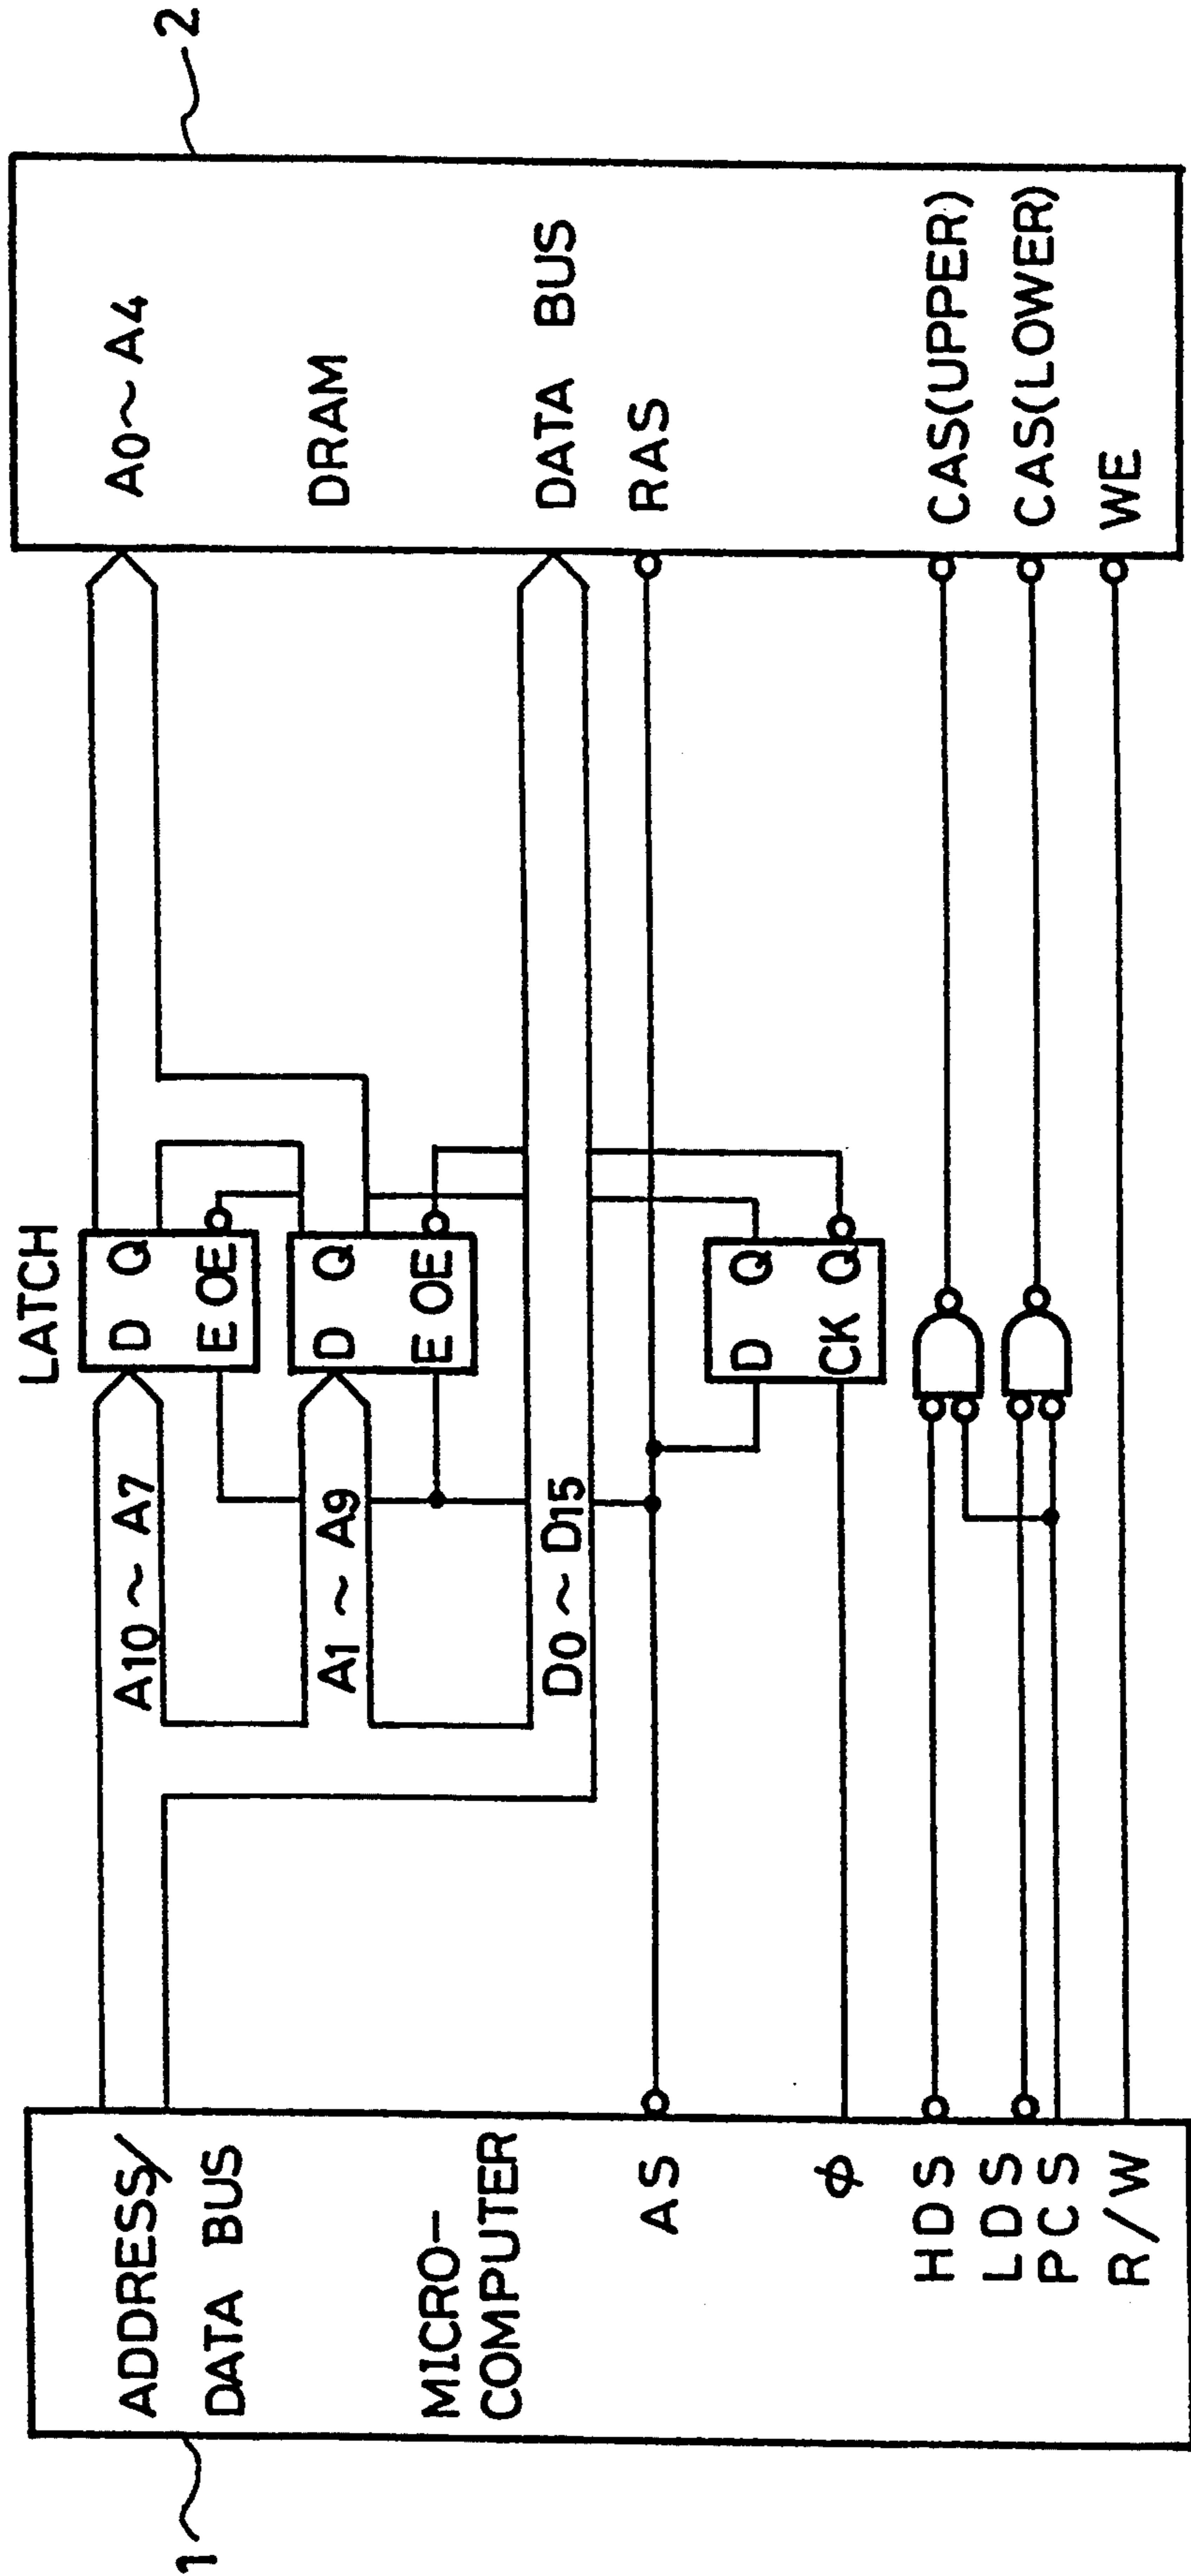 1
ADDRESS/
DATA BUS
MICRO-
COMPUTER
AS
φ
HDS
LDS
PCS
R/W
LATCH
A10 ~ A7
D Q
E OE
A1 ~ A9
D Q
E OE
D0 ~ D15
D Q
CK Q
2
A0 ~ A4
DRAM
DATA BUS
RAS
CAS(UPPER)
CAS(LOWER)
WE